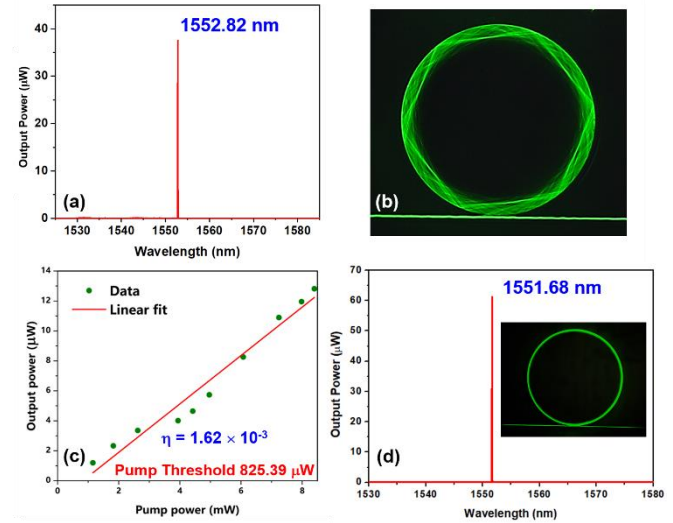 1552.82 nm
Output Power (μW)
40
30
20
10
0
(a)
1530 1540 1550 1560 1570 1580
Wavelength (nm)
(b)
Output power (μW)
14
12
10
8
6
4
2
0
Data
Linear fit
(c)
η = 1.62 × 10⁻³
Pump Threshold 825.39 μW
0 2 4 6 8
Pump power (mW)
Output Power (μW)
70
60
50
40
30
20
10
0
1551.68 nm
(d)
1530 1540 1550 1560 1570 1580
Wavelength (nm)